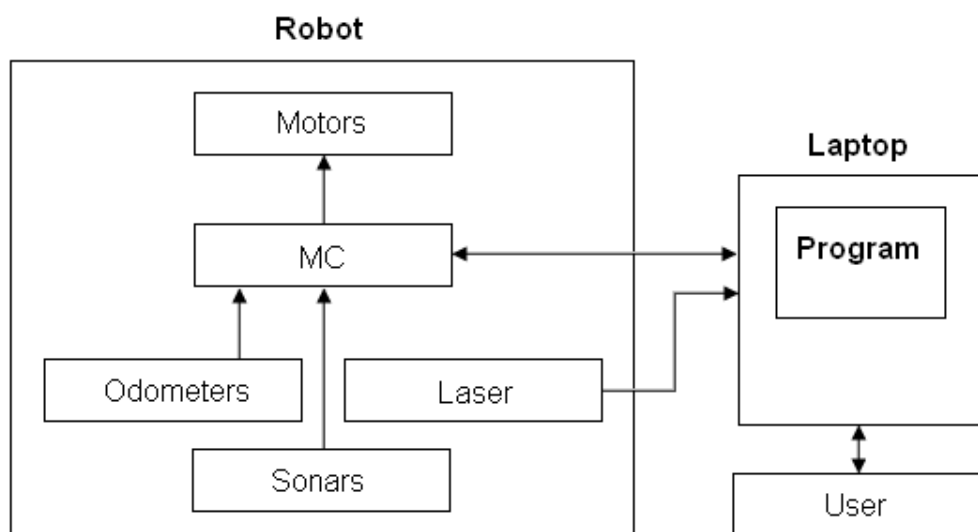 Robot
Motors
Laptop
Program
MC
Odometers
Laser
Sonars
User